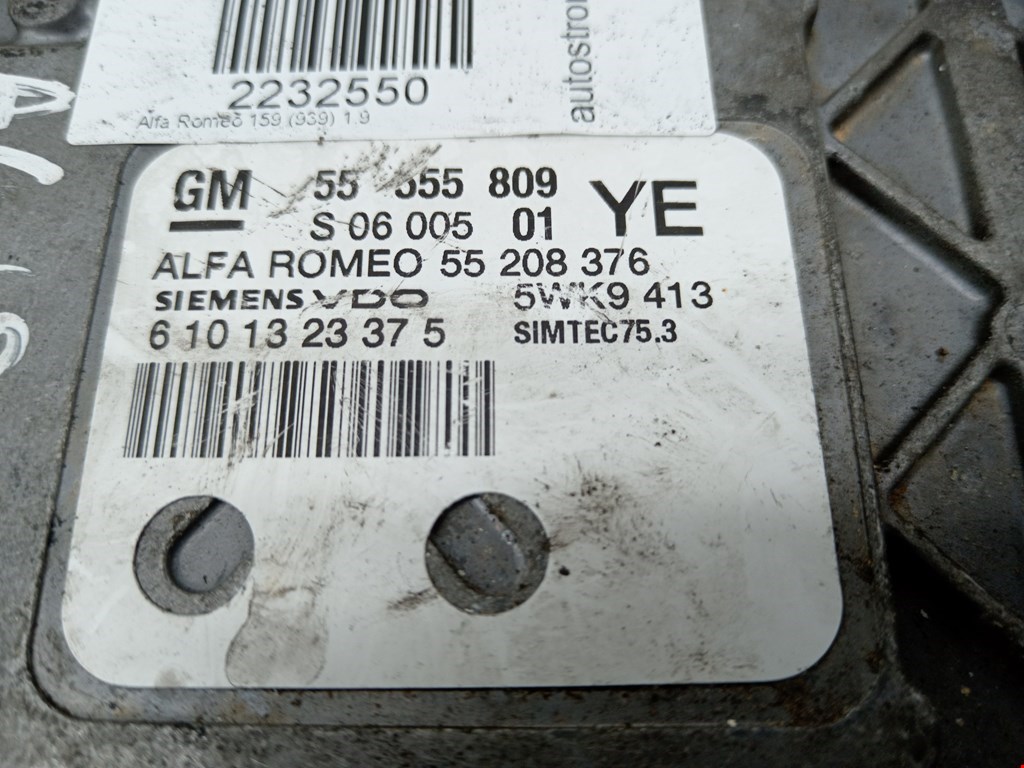 2232550
Alfa Romeo 159 (939) 1.9
GM 55 555 809 YE
S 06 005 01
ALFA ROMEO 55 208 376
SIEMENS VDO 5WK9 413
6 10 13 23 37 5 SIMTEC75.3